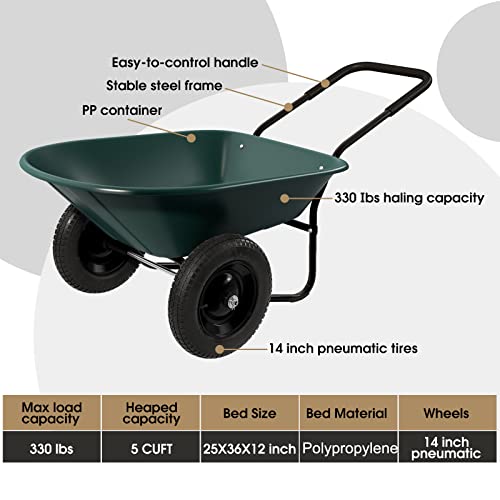 Easy-to-control handle
Stable steel frame
PP container
330 Ibs haling capacity
14 inch pneumatic tires
Max load capacity
Heaped capacity
Bed Size
Bed Material
Wheels
330 lbs
5 CUFT
25X36X12 inch
Polypropylene
14 inch pneumatic